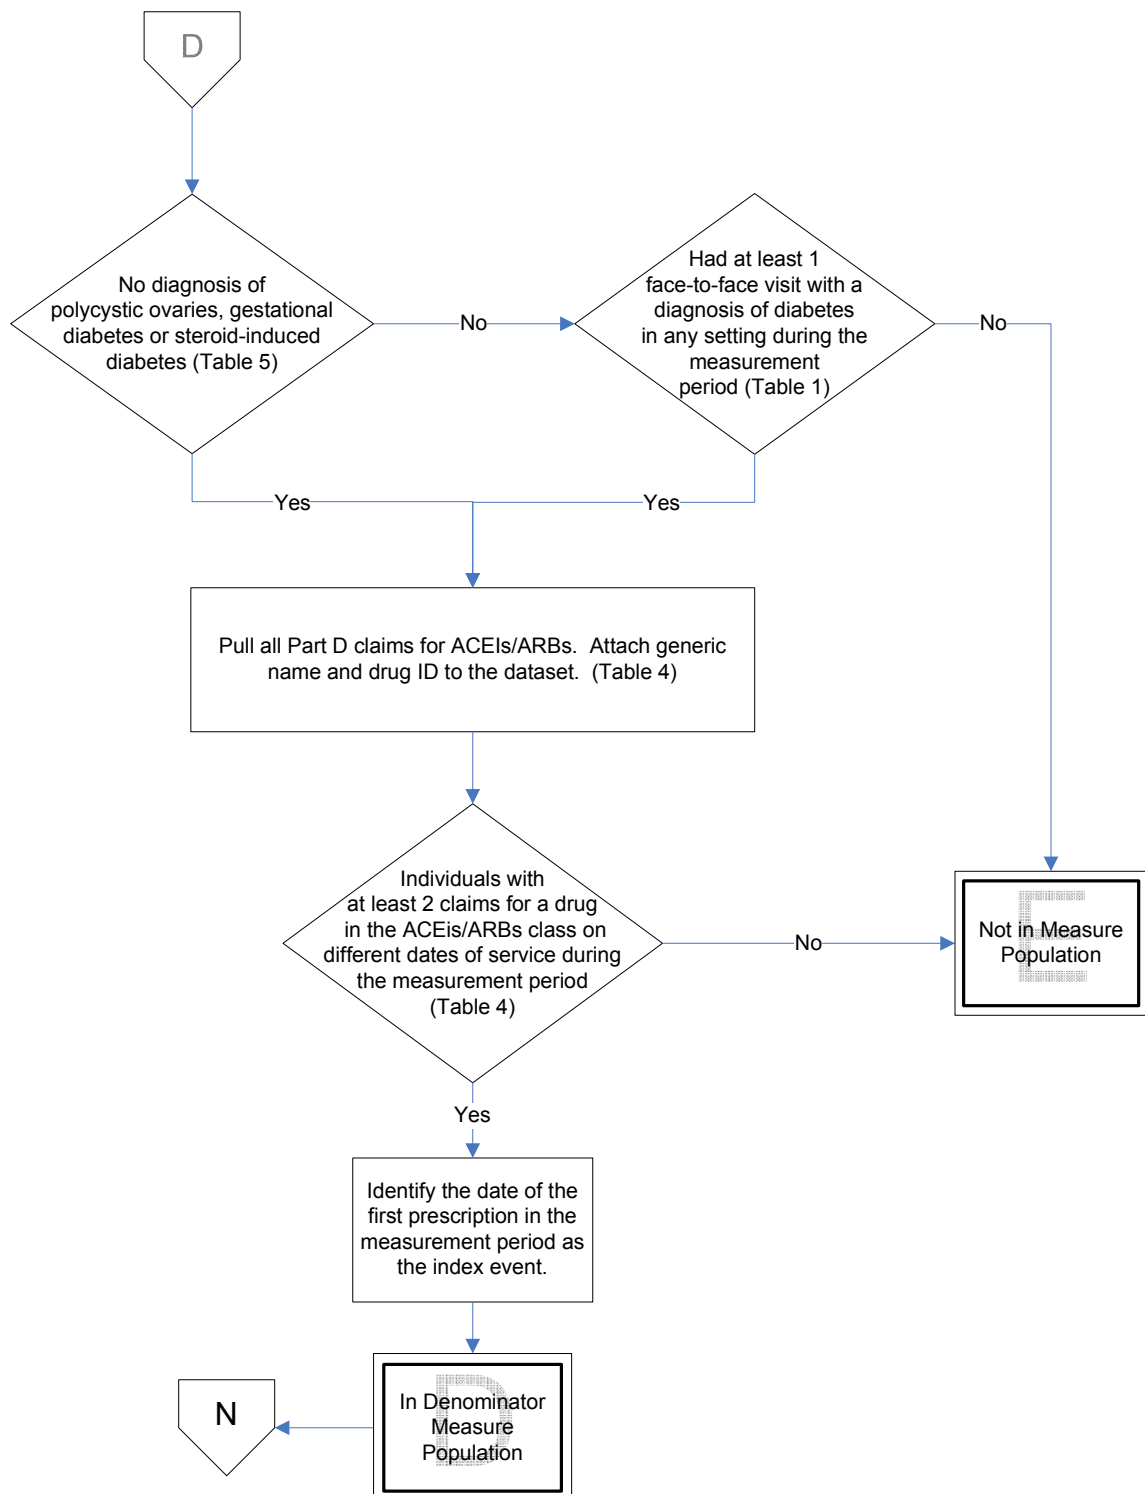 D
No diagnosis of
polycystic ovaries, gestational
diabetes or steroid-induced
diabetes (Table 5)
No
Had at least 1
face-to-face visit with a
diagnosis of diabetes
in any setting during the
measurement
period (Table 1)
No
Yes
Yes
Pull all Part D claims for ACEIs/ARBs. Attach generic
name and drug ID to the dataset. (Table 4)
Individuals with
at least 2 claims for a drug
in the ACEis/ARBs class on
different dates of service during
the measurement period
(Table 4)
No
E
Not in Measure
Population
Yes
Identify the date of the
first prescription in the
measurement period as
the index event.
N
D
In Denominator
Measure
Population